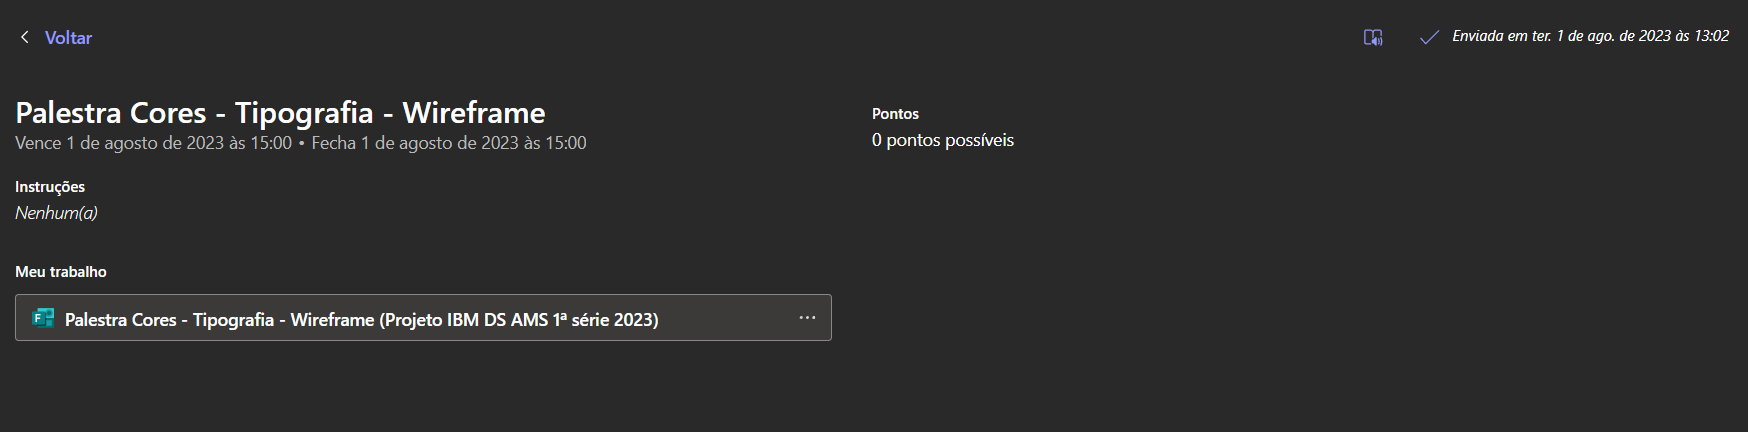 Voltar
Enviada em ter. 1 de ago. de 2023 às 13:02
Palestra Cores - Tipografia - Wireframe
Vence 1 de agosto de 2023 às 15:00 • Fecha 1 de agosto de 2023 às 15:00
Pontos
0 pontos possíveis
Instruções
Nenhum(a)
Meu trabalho
F Palestra Cores - Tipografia - Wireframe (Projeto IBM DS AMS 1ª série 2023) ...